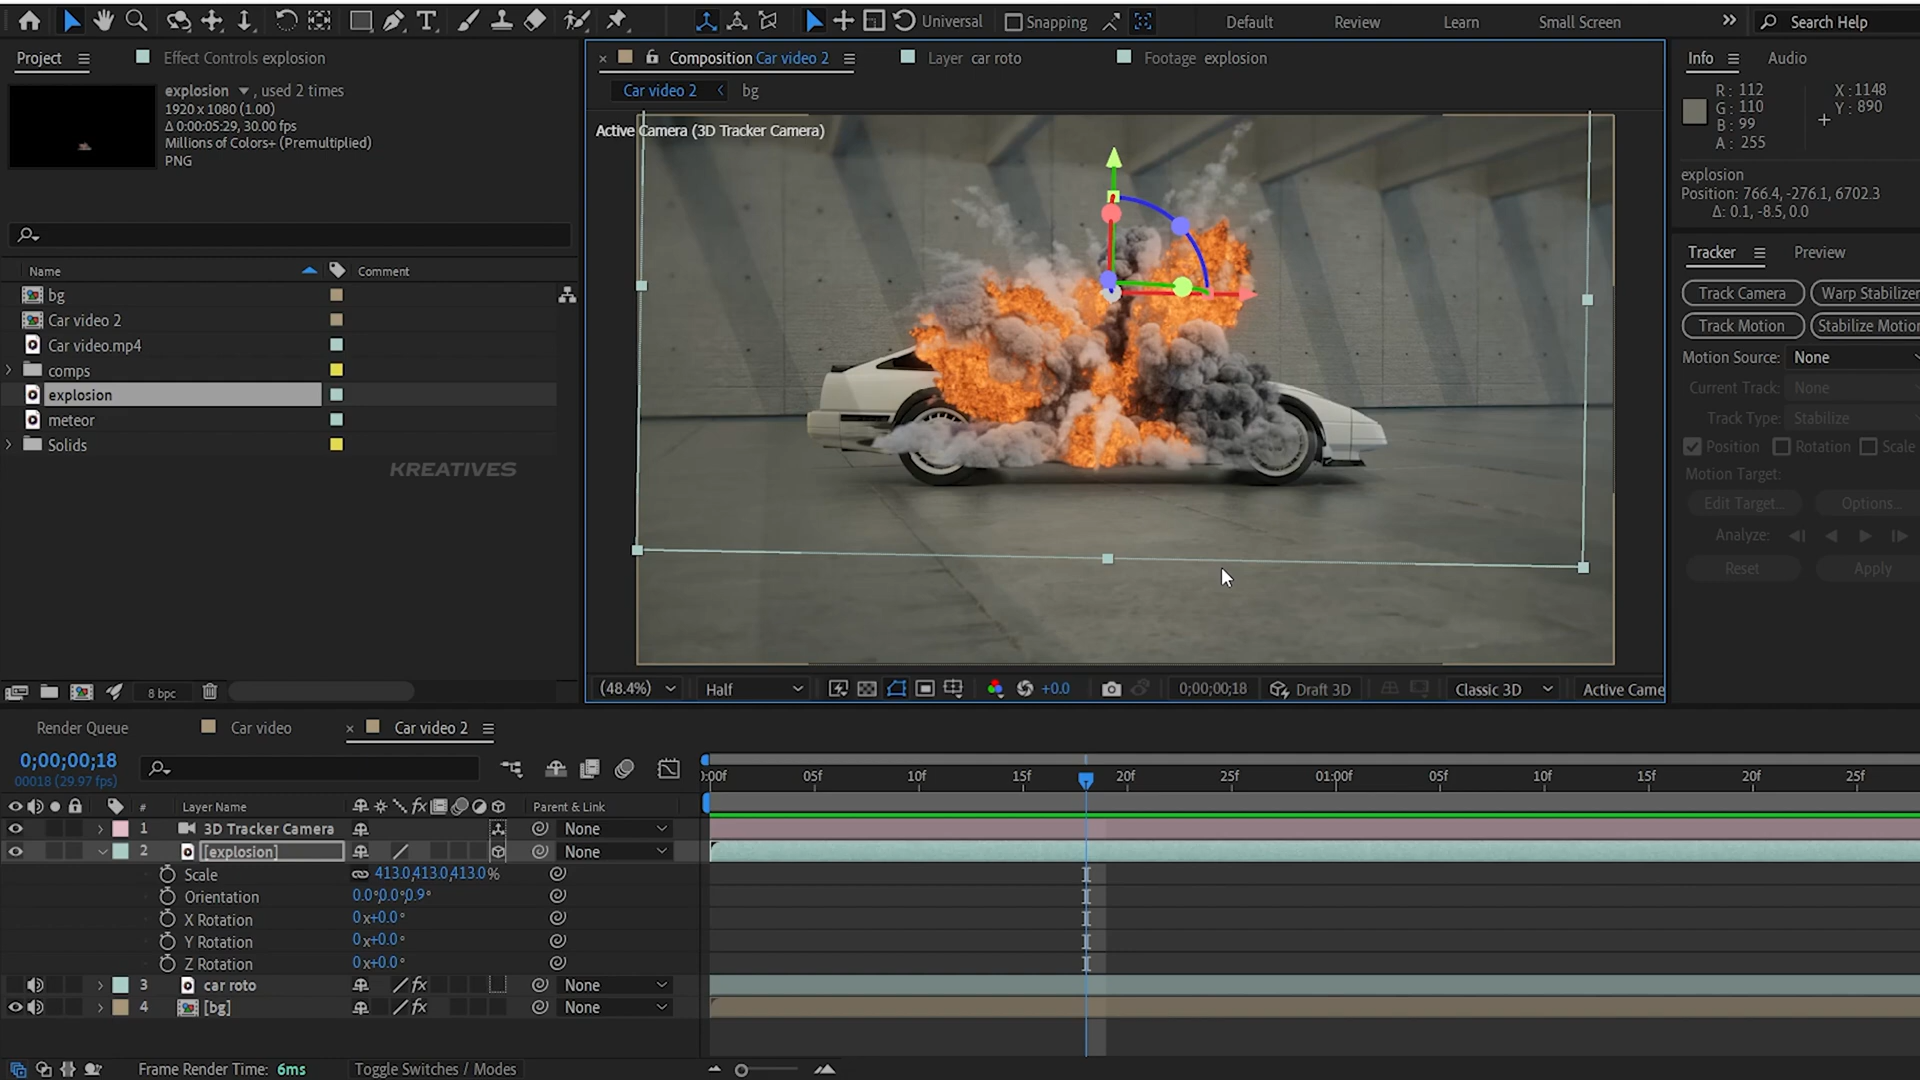 Universal
Snapping
Default
Review
Learn
Small Screen
Search Help
Project
Effect Controls explosion
Composition Car video 2
Layer car roto
Footage explosion
Info
Audio
explosion , used 2 times
1920 x 1080 (1.00)
Δ 0:00:05:29, 30.00 fps
Millions of Colors+ (Premultiplied)
PNG
Car video 2
bg
Active Camera (3D Tracker Camera)
R: 112
G: 110
B: 99
A: 255
X: 1148
Y: 890
explosion
Position: 766.4, -276.1, 6702.3
Δ: 0.1, -8.5, 0.0
Tracker
Preview
Track Camera
Warp Stabilizer
Track Motion
Stabilize Motion
Motion Source: None
Current Track: None
Track Type: Stabilize
Position
Rotation
Scale
Motion Target:
Edit Target...
Options...
Analyze:
Reset
Apply
Name
Comment
bg
Car video 2
Car video.mp4
comps
explosion
meteor
Solids
KREATIVES
8 bpc
(48.4%)
Half
+0.0
0;00;00;18
Draft 3D
Classic 3D
Active Came
Render Queue
Car video
Car video 2
0;00;00;18
00018 (29.97 fps)
:00f
05f
10f
15f
20f
25f
01:00f
05f
10f
15f
20f
25f
#
Layer Name
fx
Parent & Link
1 3D Tracker Camera None
2 [explosion] None
Scale 413.0,413.0,413.0%
Orientation 0.0°,0.0°,0.9°
X Rotation 0x+0.0°
Y Rotation 0x+0.0°
Z Rotation 0x+0.0°
3 car roto fx None
4 [bg] fx None
Frame Render Time: 6ms
Toggle Switches / Modes